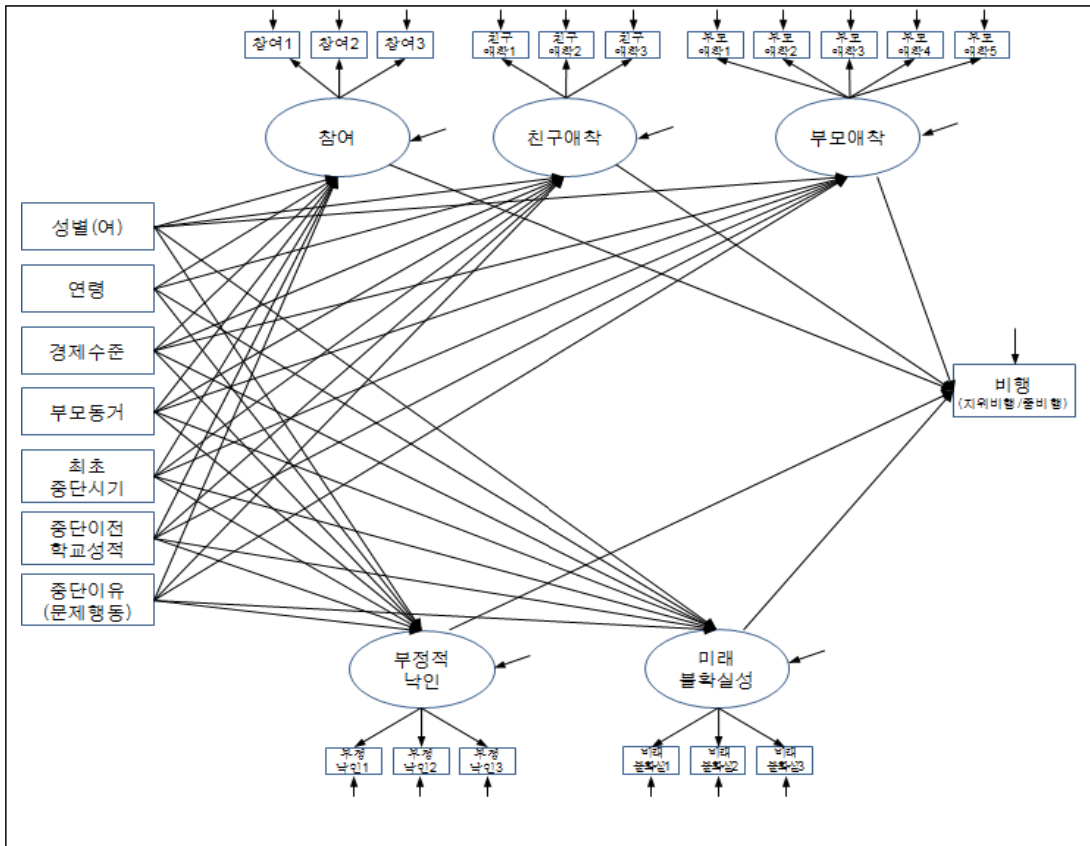 참여1 참여2 참여3
친구 친구 친구 부모 부모 부모 부모 부모
애착1 애착2 애착3 애착1 애착2 애착3 애착4 애착5
참여 친구애착 부모애착
성별(여)
연령
경제수준
부모동거
최초
중단시기
중단이전
학교성적
중단이유
(문제행동)
비행
(지위비행/중비행)
부정적
낙인
미래
불확실성
부정 부정 부정
낙인1 낙인2 낙인3
미래 미래 미래
불확실1 불확실2 불확실3